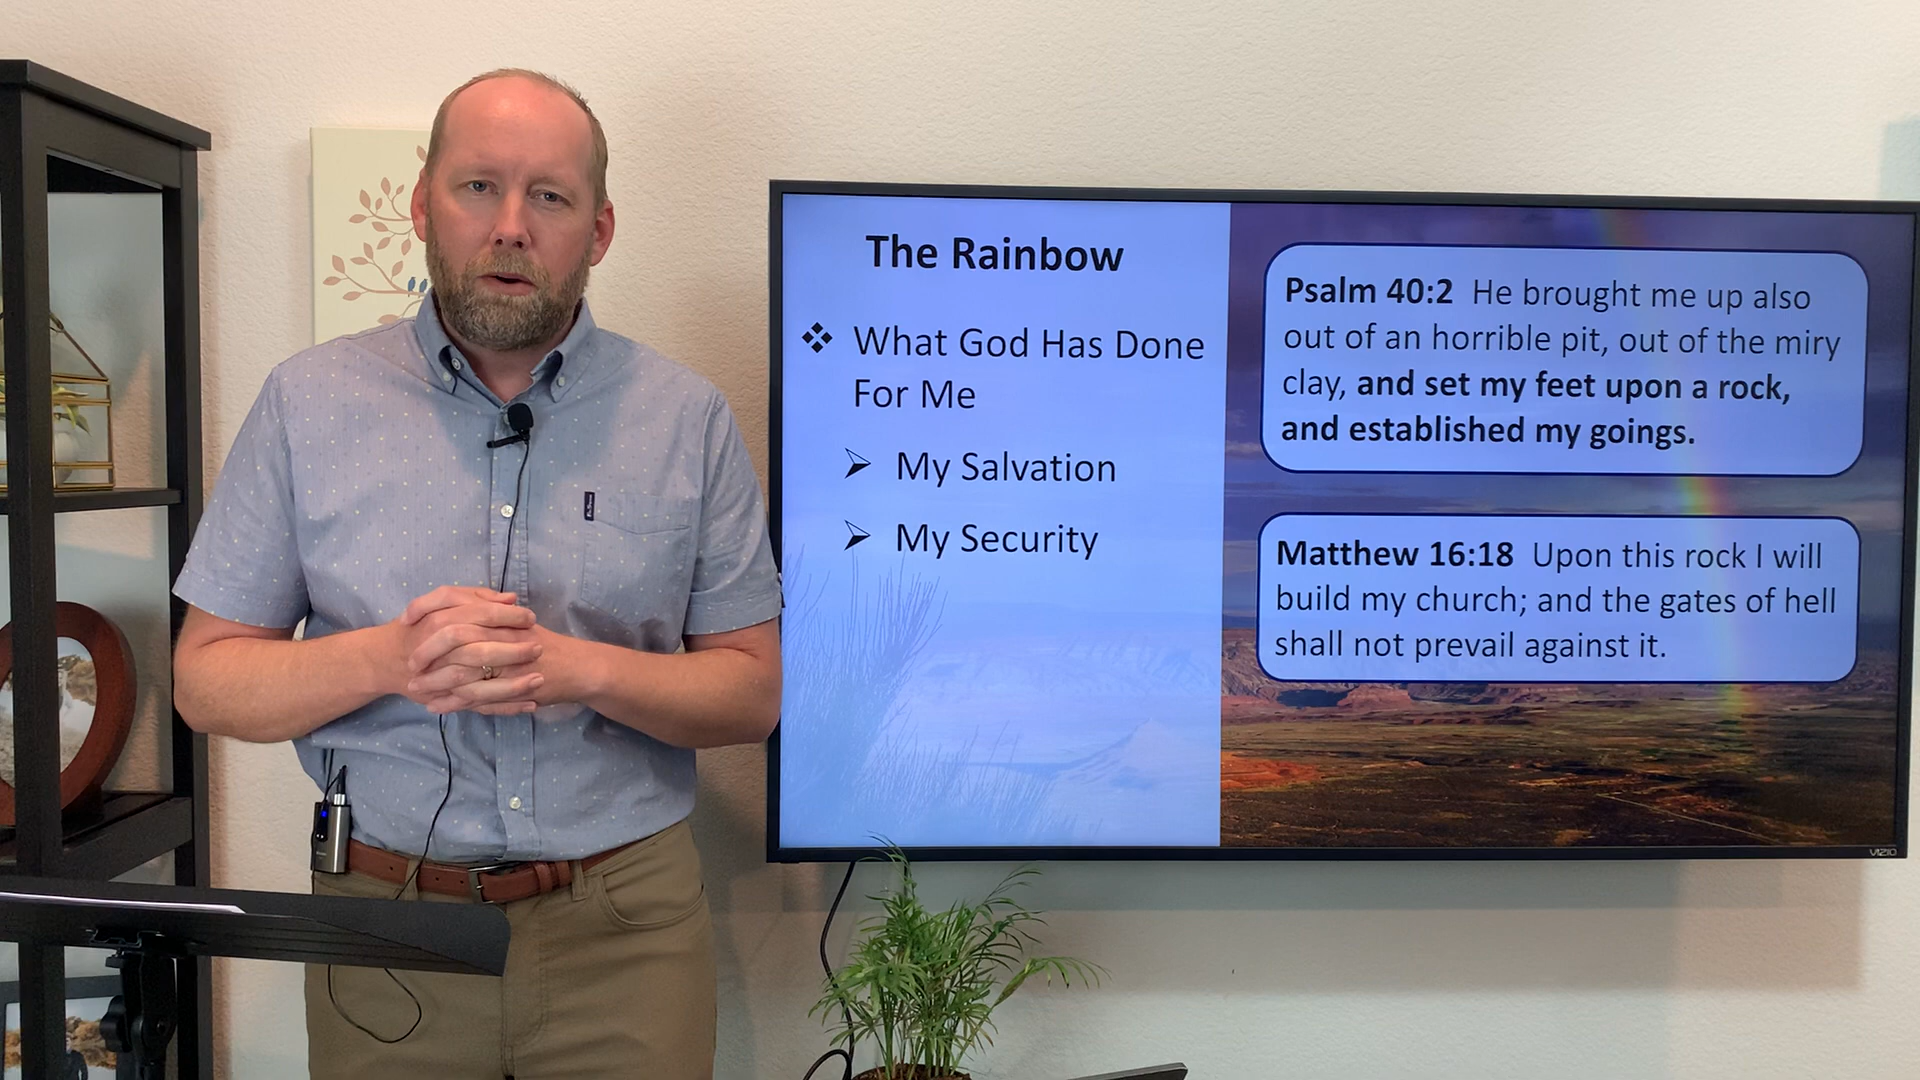 The Rainbow
What God Has Done
For Me
My Salvation
My Security
Psalm 40:2 He brought me up also
out of an horrible pit, out of the miry
clay, and set my feet upon a rock,
and established my goings.
Matthew 16:18 Upon this rock I will
build my church; and the gates of hell
shall not prevail against it.
VIZIO